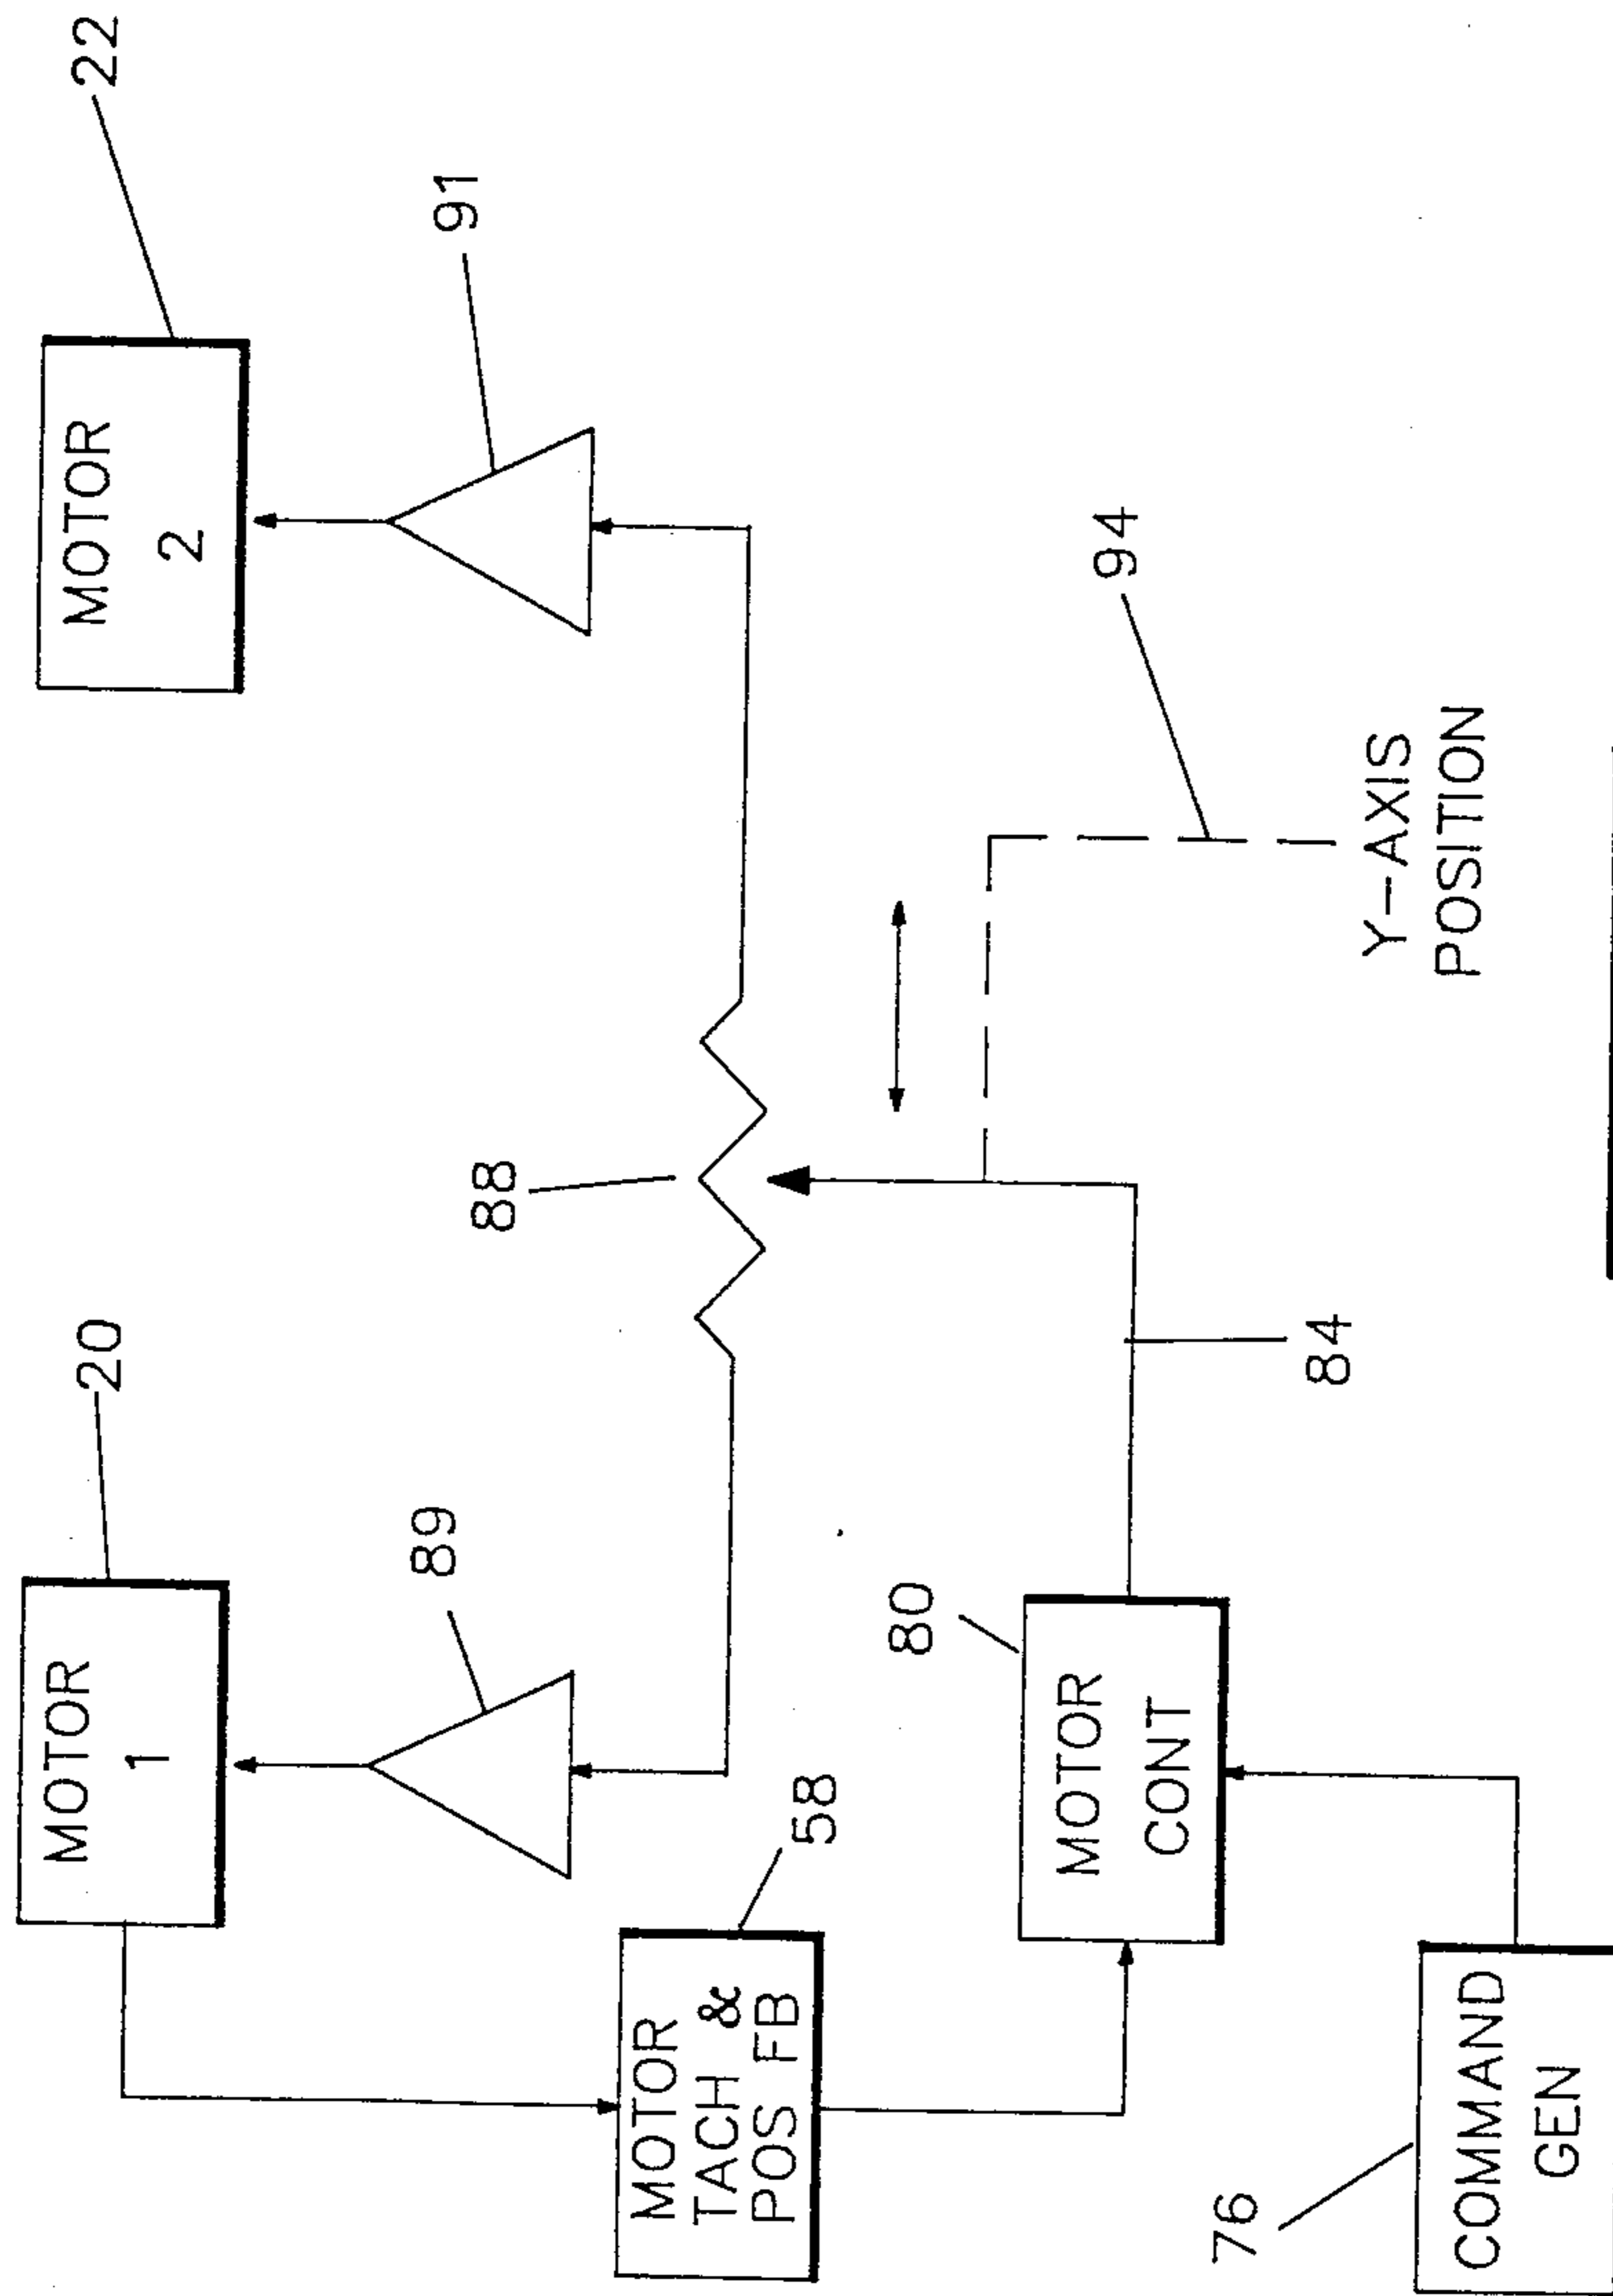 MOTOR
1
20
MOTOR
2
22
89
91
MOTOR
TACH &
POS FB
58
88
80
MOTOR
CONT
94
84
Y-AXIS
POSITION
76
COMMAND
GEN